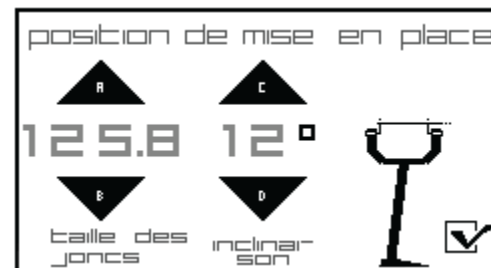 position de mise en place
A C
125.8 12°
B D
taille des joncs
inclinai-
son